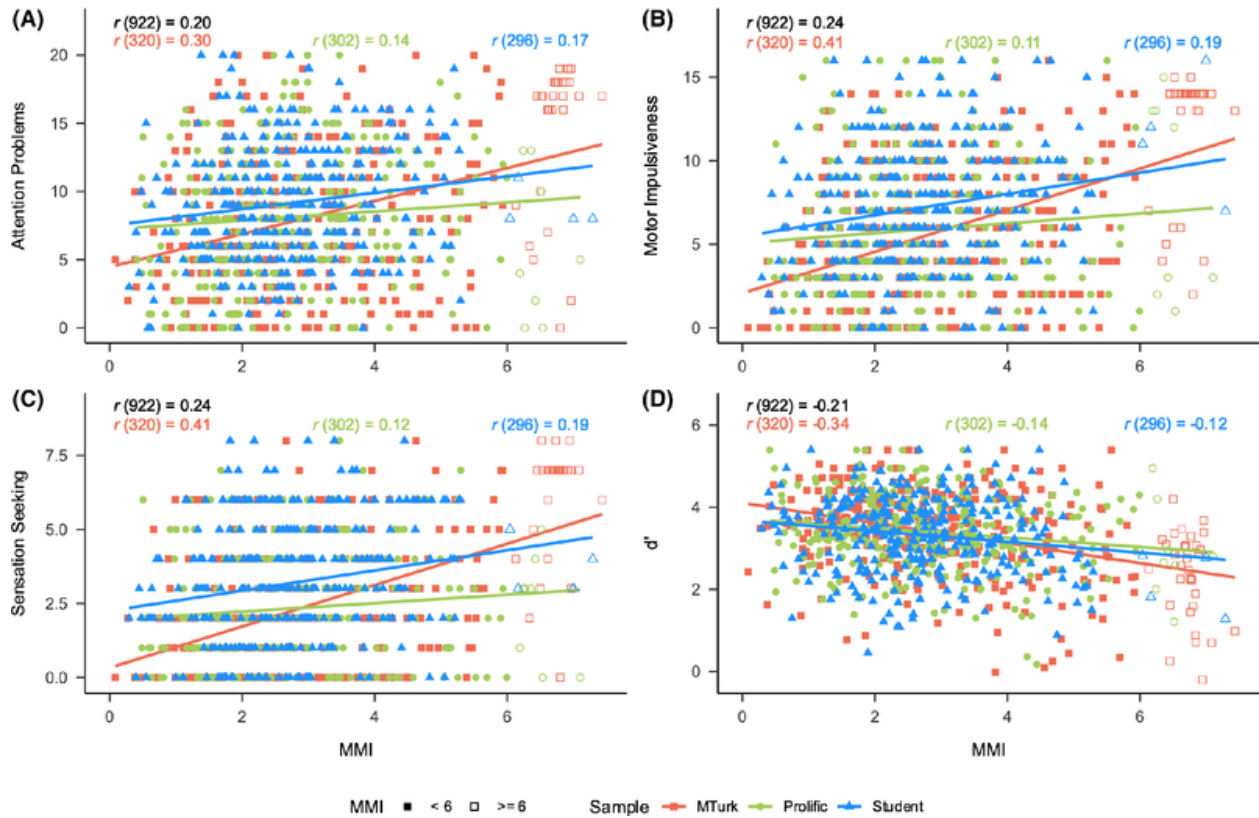 (A)
r (922) = 0.20
r (320) = 0.30 r (302) = 0.14 r (296) = 0.17
20
15
10
5
0
Attention Problems
0 2 4 6
(B)
r (922) = 0.24
r (320) = 0.41 r (302) = 0.11 r (296) = 0.19
15
10
5
0
Motor Impulsiveness
0 2 4 6
(C)
r (922) = 0.24
r (320) = 0.41 r (302) = 0.12 r (296) = 0.19
7.5
5.0
2.5
0.0
Sensation Seeking
0 2 4 6
MMI
(D)
r (922) = -0.21
r (320) = -0.34 r (302) = -0.14 r (296) = -0.12
6
4
2
0
d'
0 2 4 6
MMI
MMI < 6 >= 6 Sample MTurk Prolific Student